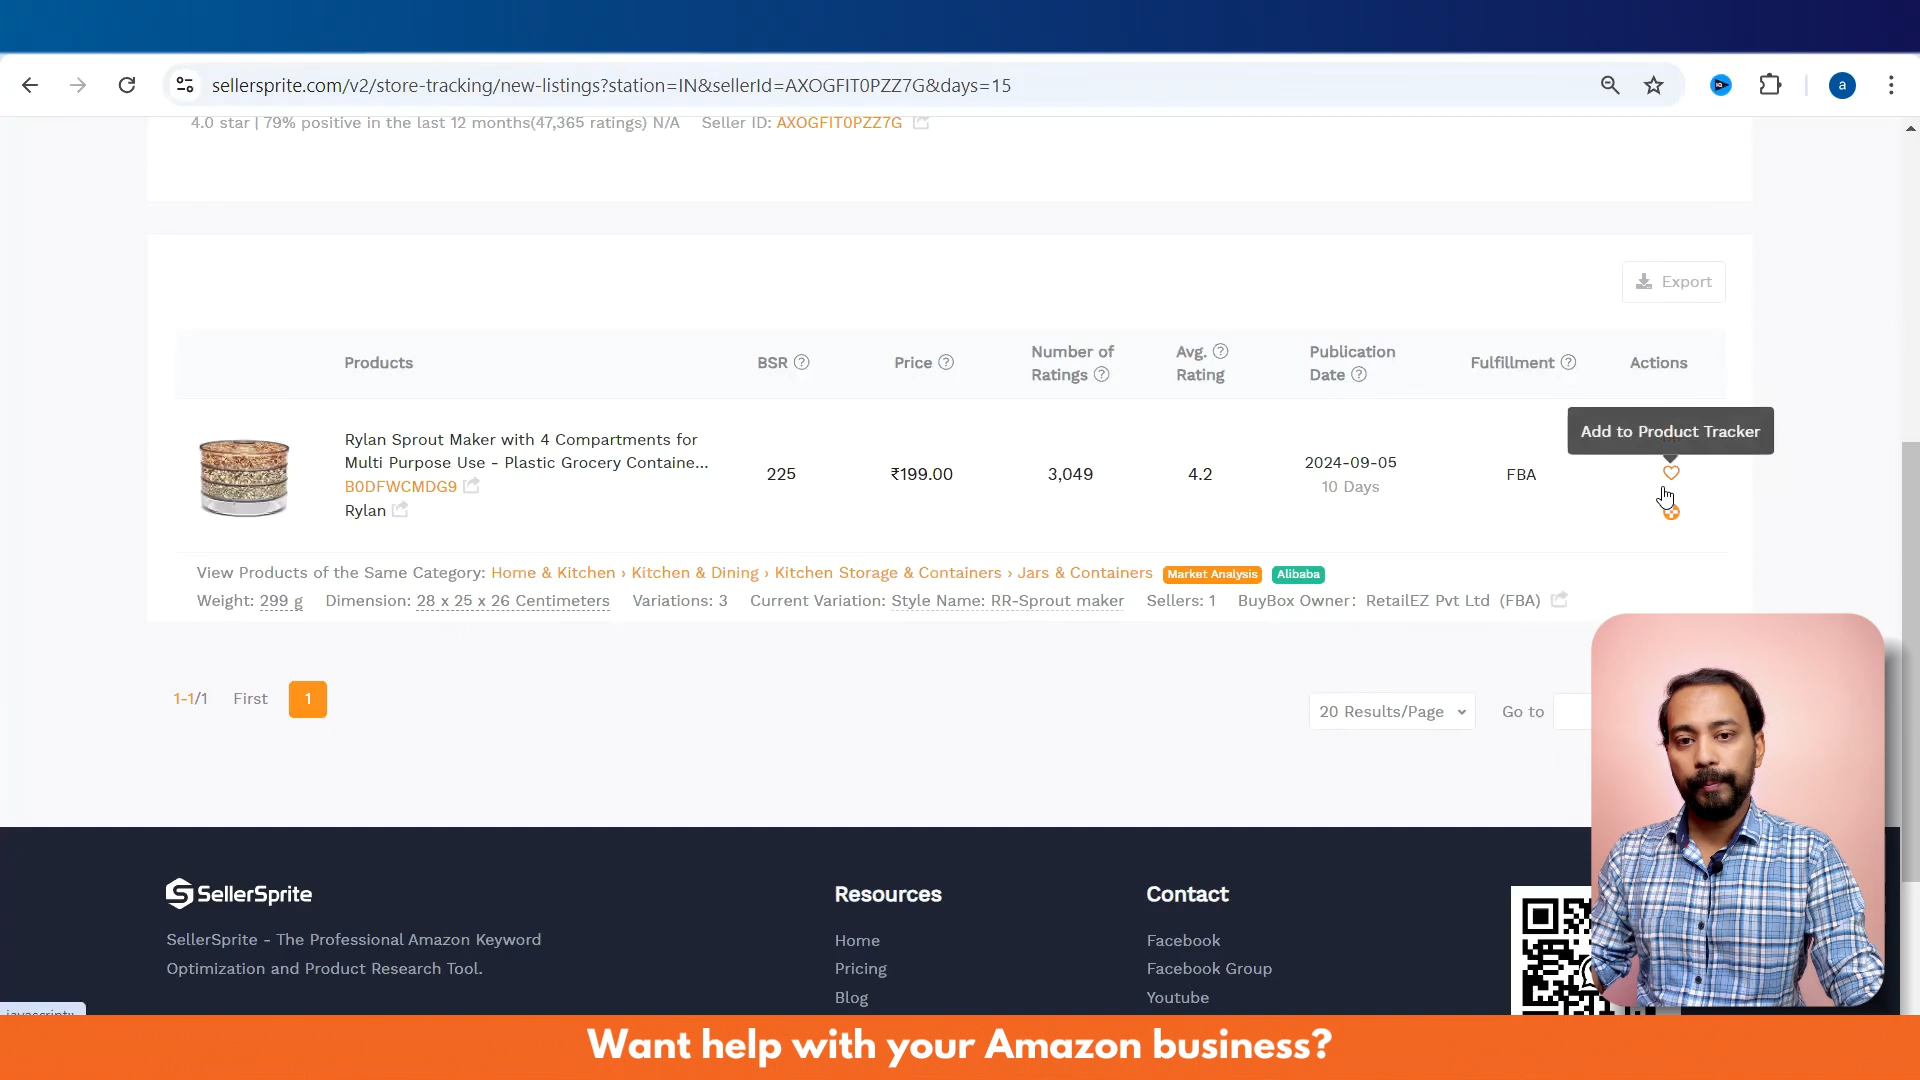 sellersprite.com/v2/store-tracking/new-listings?station=IN&sellerId=AXOGFIT0PZZ7G&days=15
a
4.0 star | 79% positive in the last 12 months(47,365 ratings) N/A Seller ID: AXOGFIT0PZZ7G
Export
Products BSR Price Number of Ratings Avg. Rating Publication Date Fulfillment Actions
Add to Product Tracker
Rylan Sprout Maker with 4 Compartments for
Multi Purpose Use - Plastic Grocery Containe...
B0DFWCMDG9
Rylan
225 ₹199.00 3,049 4.2 2024-09-05 FBA
10 Days
View Products of the Same Category: Home & Kitchen › Kitchen & Dining › Kitchen Storage & Containers › Jars & Containers Market Analysis Alibaba
Weight: 299 g Dimension: 28 x 25 x 26 Centimeters Variations: 3 Current Variation: Style Name: RR-Sprout maker Sellers: 1 BuyBox Owner: RetailEZ Pvt Ltd (FBA)
1-1/1 First 1
20 Results/Page Go to
SellerSprite
SellerSprite - The Professional Amazon Keyword
Optimization and Product Research Tool.
Resources
Home
Pricing
Blog
Contact
Facebook
Facebook Group
Youtube
Want help with your Amazon business?